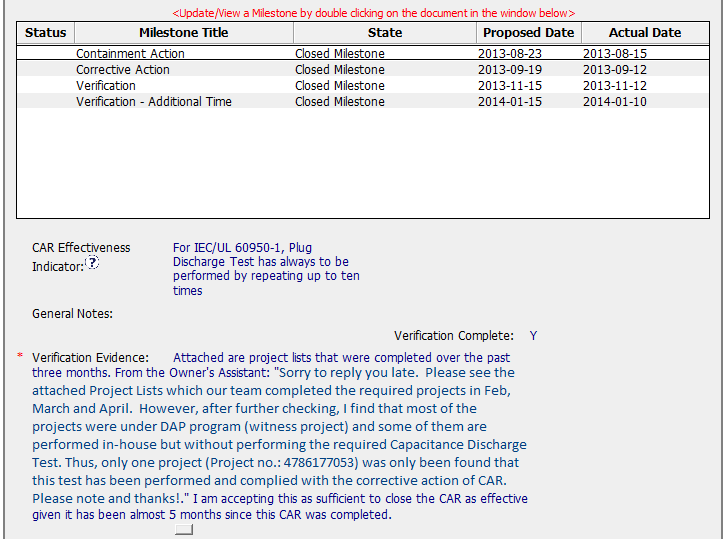 <Update/View a Milestone by double clicking on the document in the window below>
Status Milestone Title State Proposed Date Actual Date
Containment Action Closed Milestone 2013-08-23 2013-08-15
Corrective Action Closed Milestone 2013-09-19 2013-09-12
Verification Closed Milestone 2013-11-15 2013-11-12
Verification - Additional Time Closed Milestone 2014-01-15 2014-01-10
CAR Effectiveness Indicator: ?
For IEC/UL 60950-1, Plug
Discharge Test has always to be
performed by repeating up to ten
times
General Notes:
Verification Complete: Y
* Verification Evidence: Attached are project lists that were completed over the past
three months. From the Owner's Assistant: "Sorry to reply you late. Please see the
attached Project Lists which our team completed the required projects in Feb,
March and April. However, after further checking, I find that most of the
projects were under DAP program (witness project) and some of them are
performed in-house but without performing the required Capacitance Discharge
Test. Thus, only one project (Project no.: 4786177053) was only been found that
this test has been performed and complied with the corrective action of CAR.
Please note and thanks!." I am accepting this as sufficient to close the CAR as effective
given it has been almost 5 months since this CAR was completed.